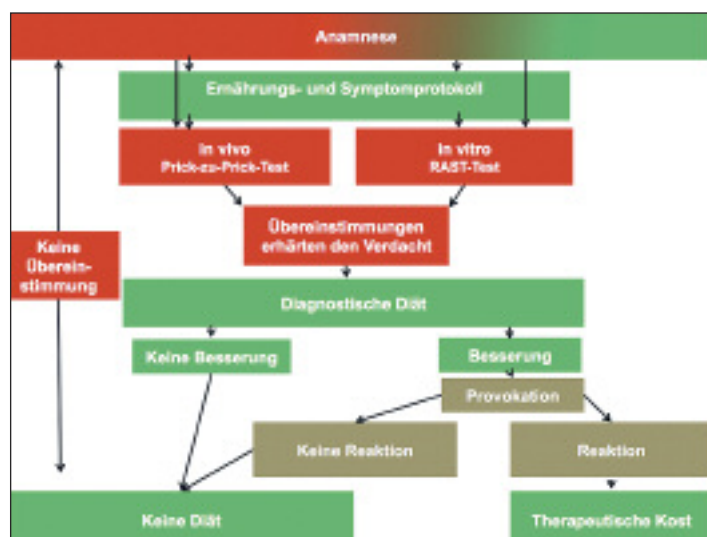 Anamnese
Ernährungs- und Symptomprotokoll
In vivo
Prick-zu-Prick-Test
In vitro
RAST-Test
Übereinstimmungen
erhärten den Verdacht
Keine
Überein-
stimmung
Diagnostische Diät
Keine Besserung
Besserung
Provokation
Keine Reaktion
Reaktion
Keine Diät
Therapeutische Kost